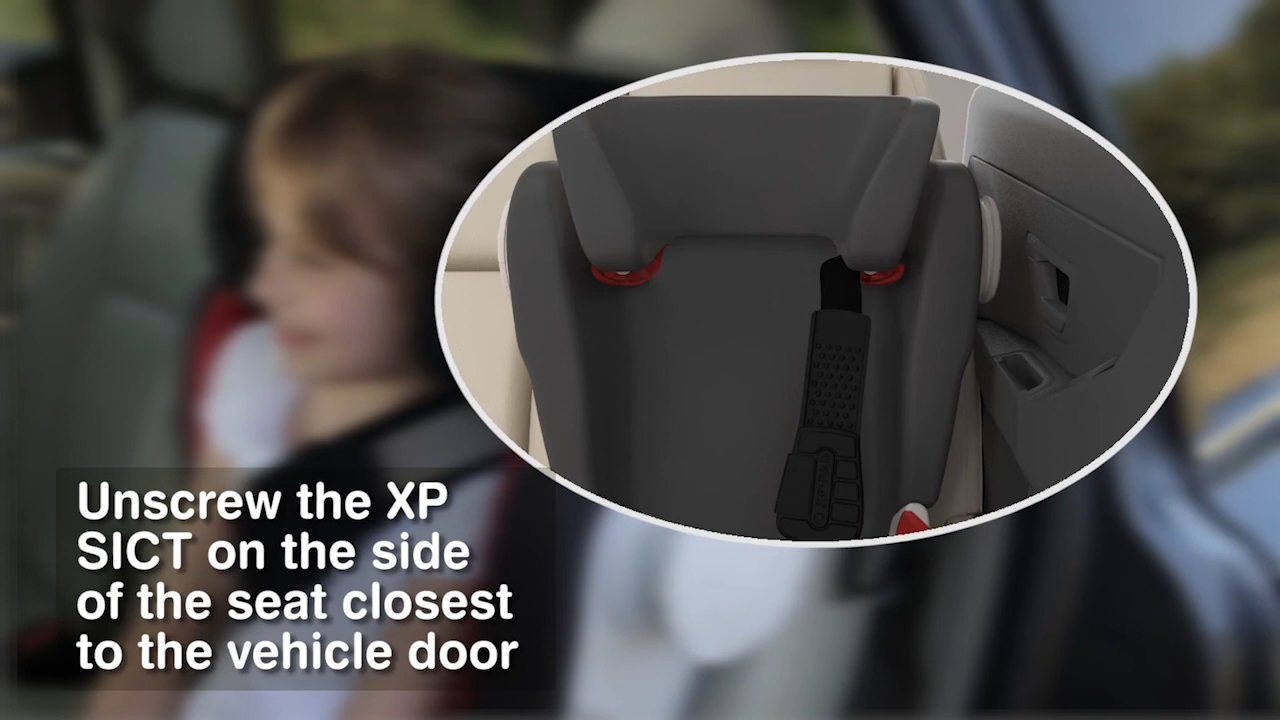 Unscrew the XP
SICT on the side
of the seat closest
to the vehicle door